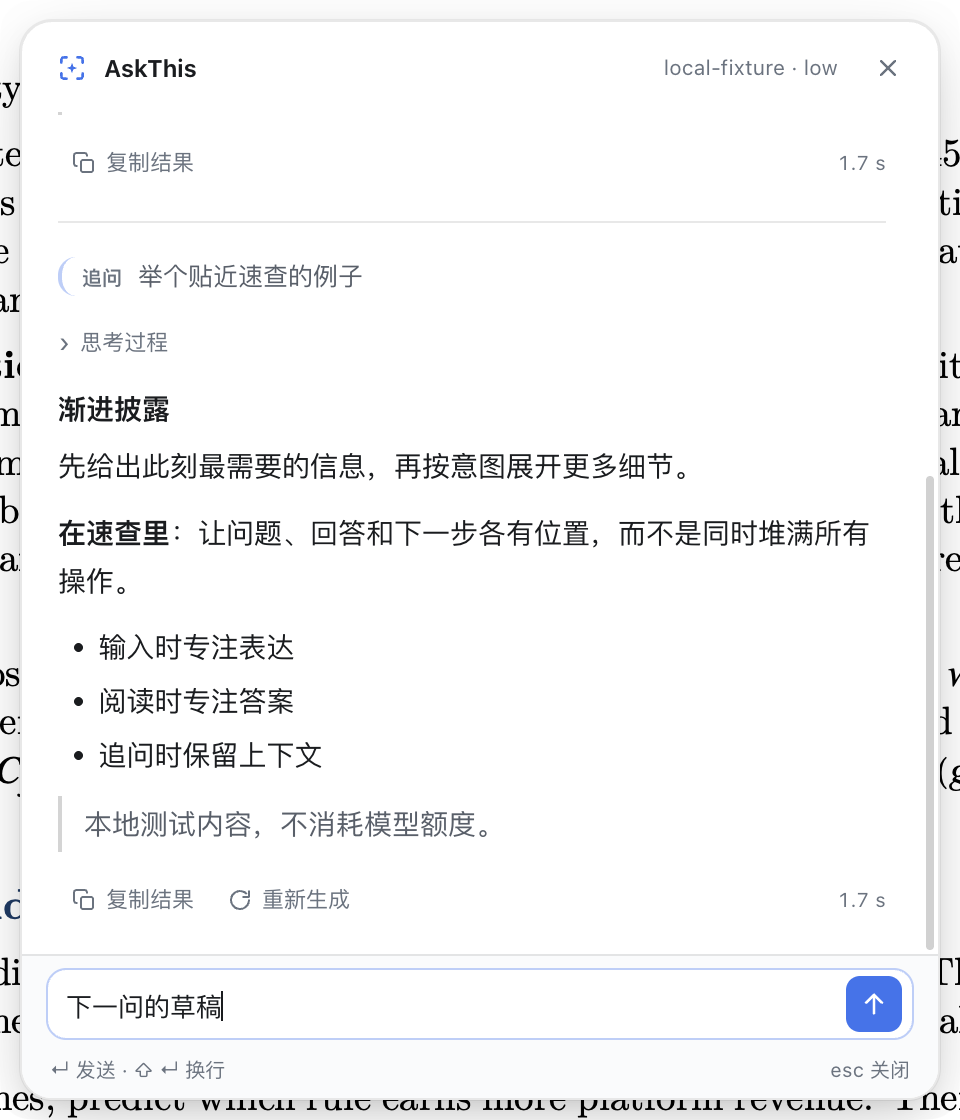 AskThis
local-fixture · low
复制结果
1.7 s
追问 举个贴近速查的例子
思考过程
渐进披露
先给出此刻最需要的信息，再按意图展开更多细节。
在速查里：让问题、回答和下一步各有位置，而不是同时堆满所有
操作。
• 输入时专注表达
• 阅读时专注答案
• 追问时保留上下文
本地测试内容，不消耗模型额度。
复制结果 重新生成
1.7 s
下一问的草稿
↵ 发送 · ⇧ ↵ 换行
esc 关闭
predict which rule earns more platform revenue.